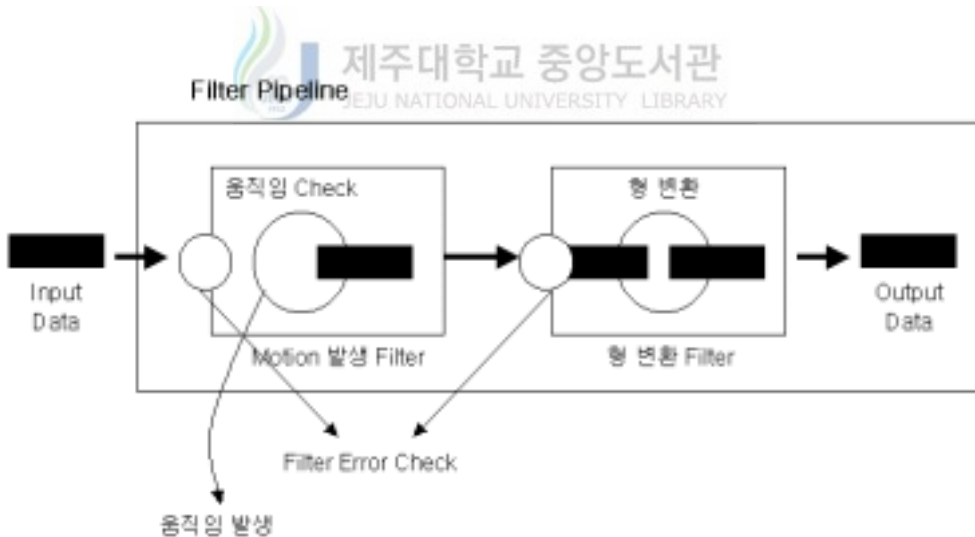 제주대학교 중앙도서관
JEJU NATIONAL UNIVERSITY LIBRARY
Filter Pipeline
움직임 Check
형 변환
Input
Data
Output
Data
Motion 발생 Filter
형 변환 Filter
Filter Error Check
움직임 발생